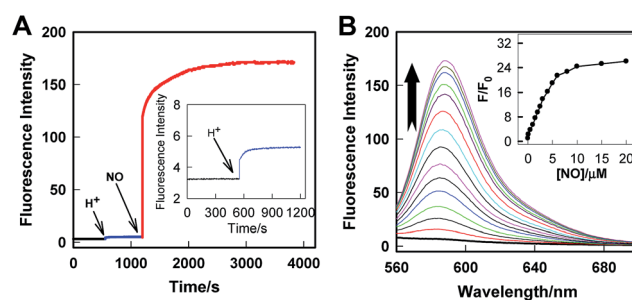 A
Fluorescence Intensity
200
150
100
50
0
H+
NO
0 1000 2000 3000 4000
Time/s
Fluorescence Intensity
8
6
4
2
H+
0 300 600 900 1200
Time/s
B
Fluorescence Intensity
200
150
100
50
0
560 600 640 680
Wavelength/nm
F/F0
32
24
16
8
0
0 5 10 15 20
[NO]/μM